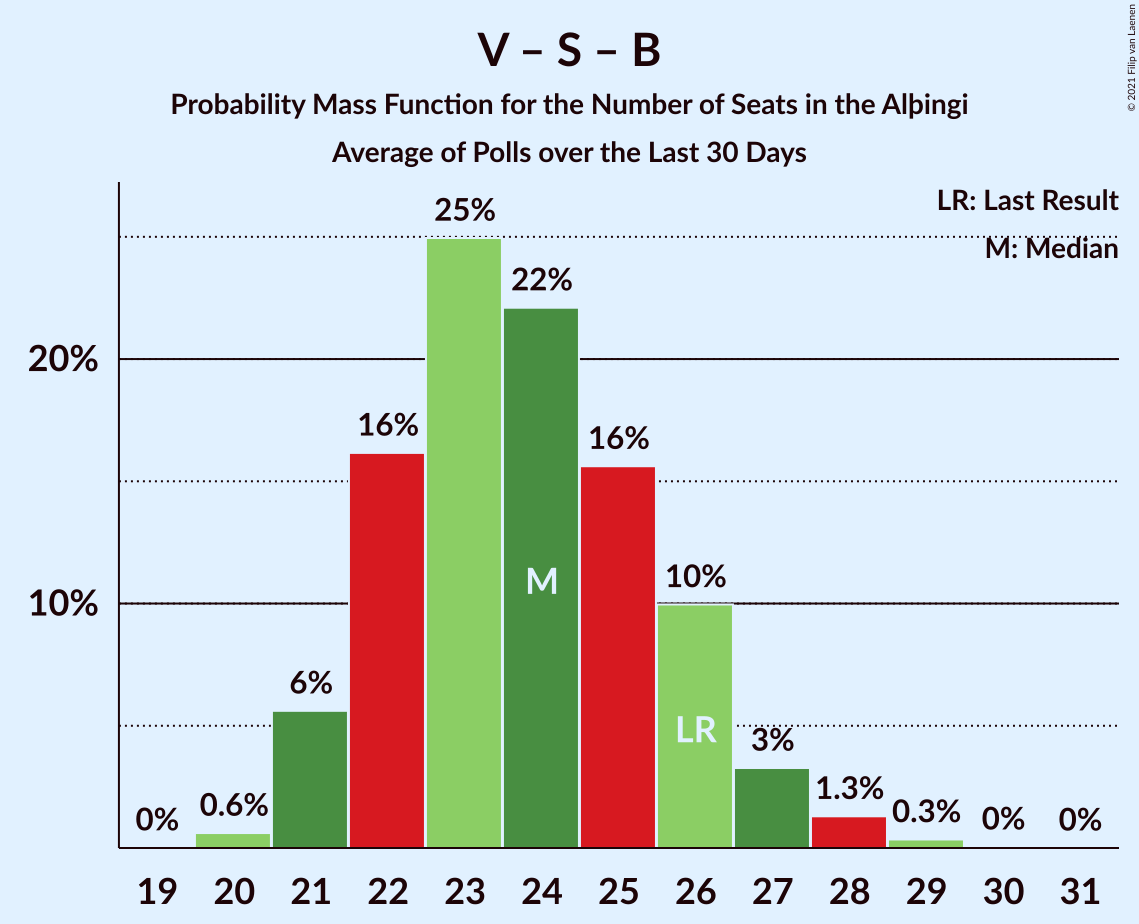 V – S – B
Probability Mass Function for the Number of Seats in the Alþingi
Average of Polls over the Last 30 Days
© 2021 Filip van Laenen
LR: Last Result
M: Median
25%
22%
20%
16%
16%
10%
10%
M
6%
LR
3%
1.3%
0.6%
0.3%
0%
0%
0%
19 20 21 22 23 24 25 26 27 28 29 30 31